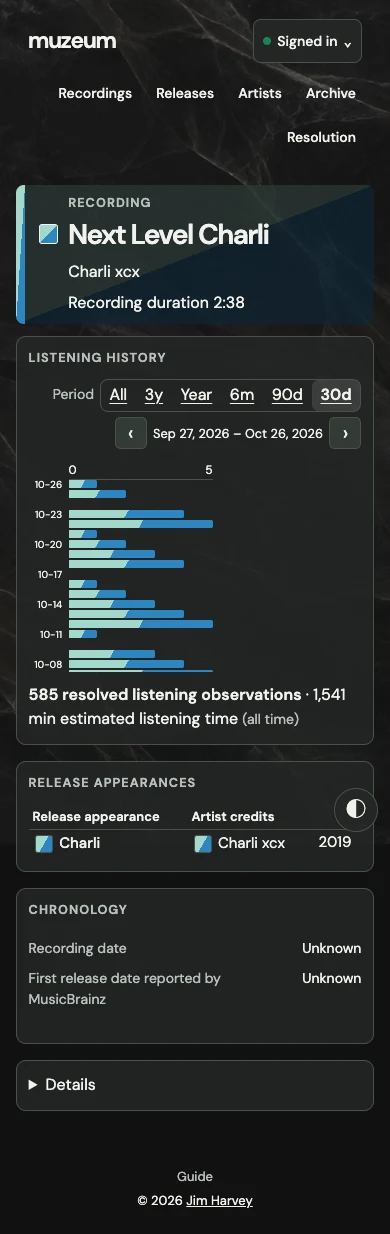 muzeum
Signed in
Recordings Releases Artists Archive
Resolution
RECORDING
Next Level Charli
Charli xcx
Recording duration 2:38
LISTENING HISTORY
Period All 3y Year 6m 90d 30d
‹ Sep 27, 2026 – Oct 26, 2026 ›
0 5
10-26
10-23
10-20
10-17
10-14
10-11
10-08
585 resolved listening observations · 1,541
min estimated listening time (all time)
RELEASE APPEARANCES
Release appearance Artist credits
Charli Charli xcx 2019
CHRONOLOGY
Recording date Unknown
First release date reported by Unknown
MusicBrainz
Details
Guide
© 2026 Jim Harvey